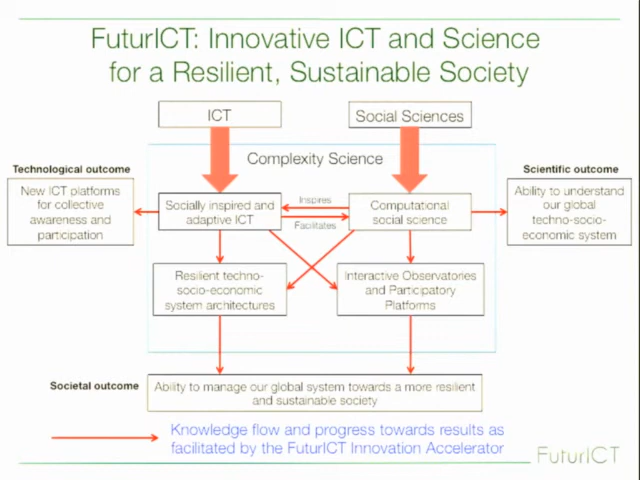 FuturICT: Innovative ICT and Science
for a Resilient, Sustainable Society
ICT
Social Sciences
Complexity Science
Technological outcome
New ICT platforms
for collective
awareness and
participation
Socially inspired and
adaptive ICT
Inspires
Facilitates
Computational
social science
Scientific outcome
Ability to understand
our global
techno-socio-
economic system
Resilient techno-
socio-economic
system architectures
Interactive Observatories
and Participatory
Platforms
Societal outcome
Ability to manage our global system towards a more resilient
and sustainable society
Knowledge flow and progress towards results as
facilitated by the FuturICT Innovation Accelerator
FuturICT